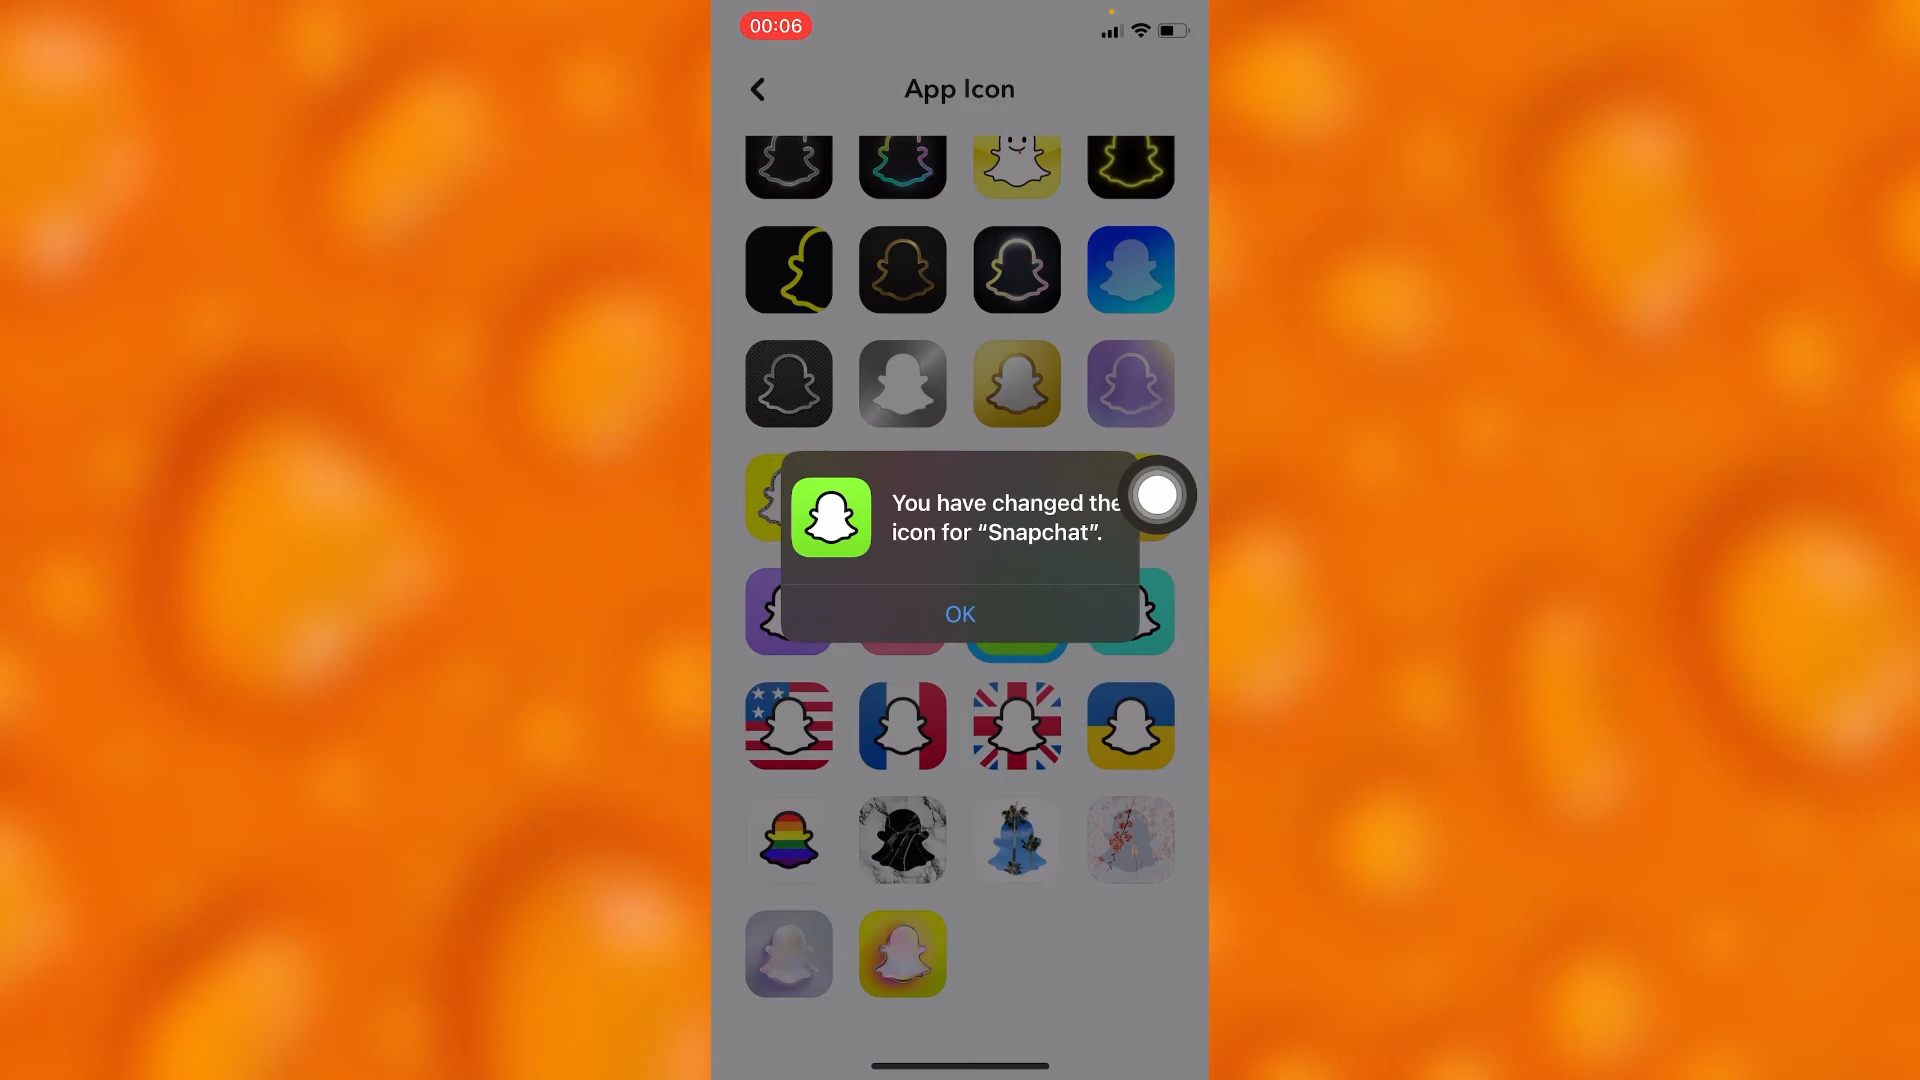 00:06
App Icon
You have changed the
icon for “Snapchat”.
OK